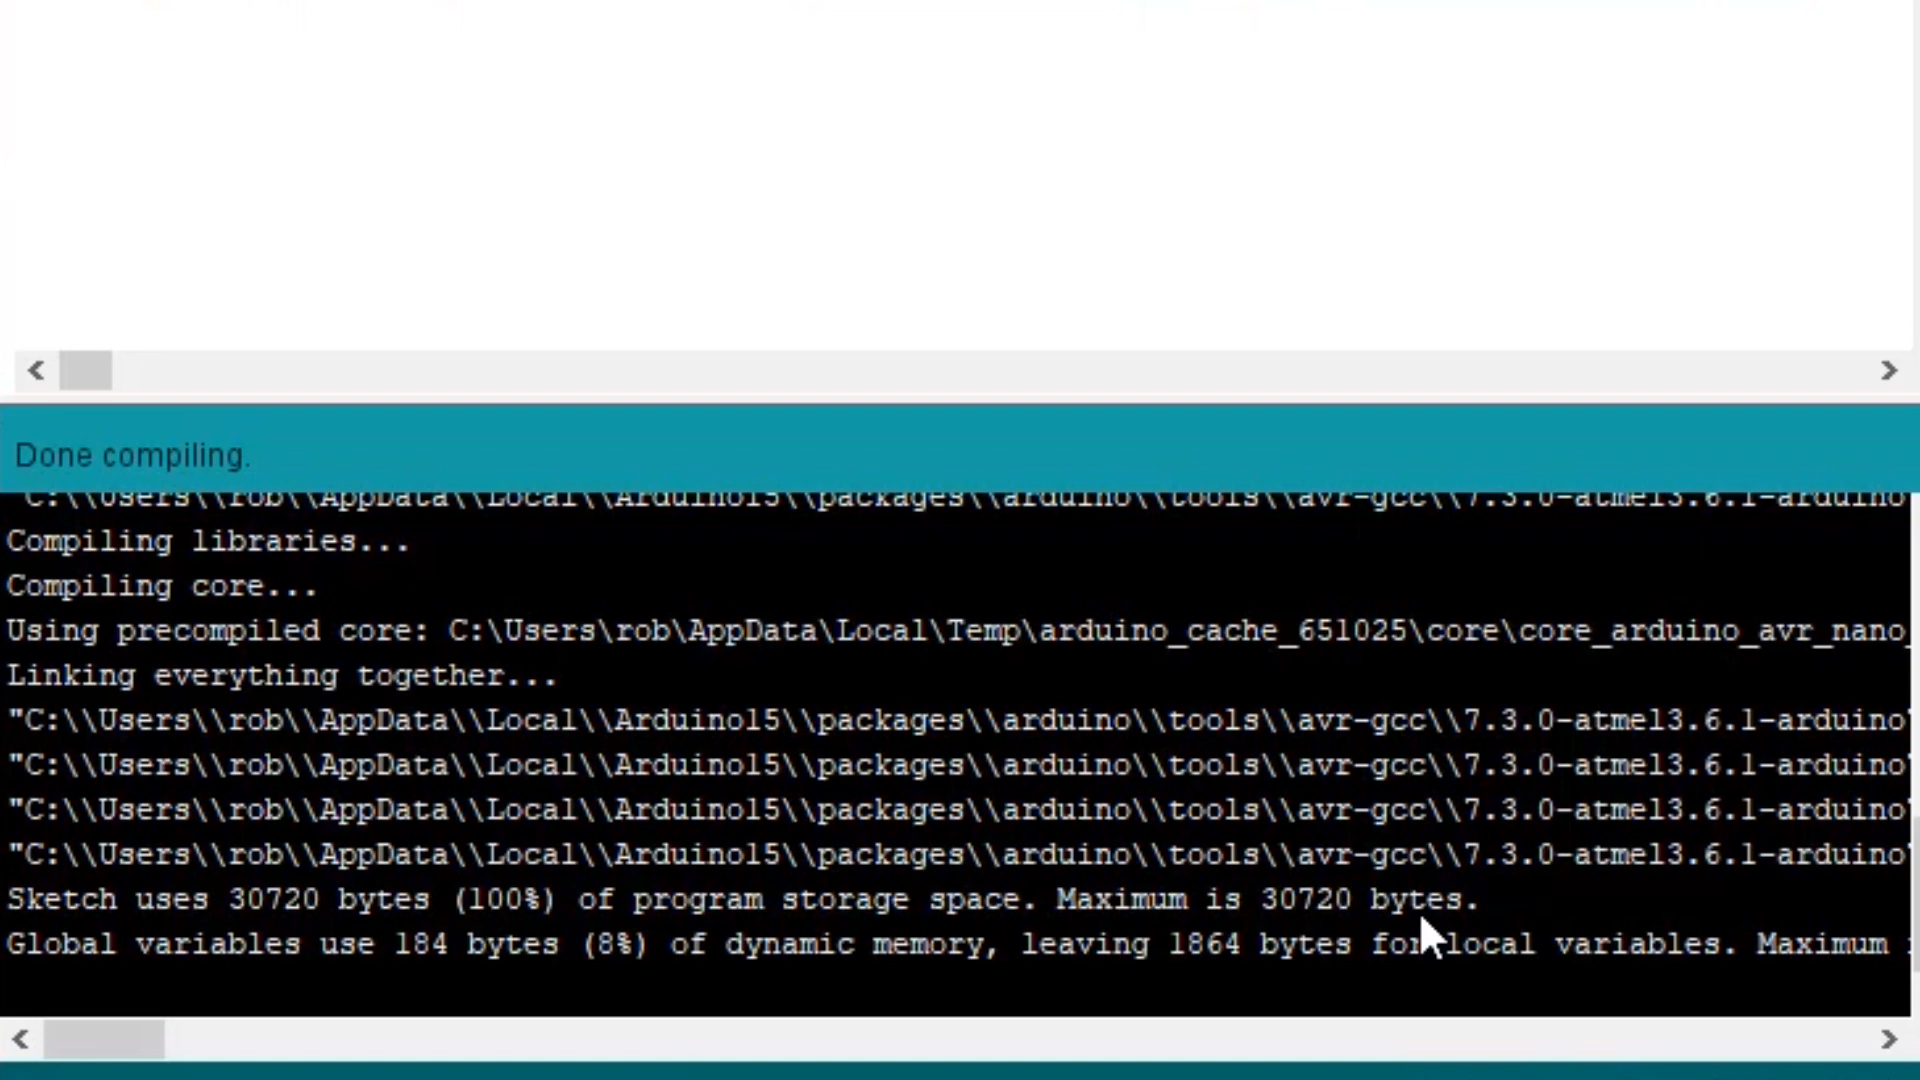 Done compiling.
"C:\\Users\\rob\\AppData\\Local\\Arduino15\\packages\\arduino\\tools\\avr-gcc\\7.3.0-atmel3.6.1-arduino
Compiling libraries...
Compiling core...
Using precompiled core: C:\Users\rob\AppData\Local\Temp\arduino_cache_651025\core\core_arduino_avr_nano_
Linking everything together...
"C:\\Users\\rob\\AppData\\Local\\Arduino15\\packages\\arduino\\tools\\avr-gcc\\7.3.0-atmel3.6.1-arduino\
"C:\\Users\\rob\\AppData\\Local\\Arduino15\\packages\\arduino\\tools\\avr-gcc\\7.3.0-atmel3.6.1-arduino\
"C:\\Users\\rob\\AppData\\Local\\Arduino15\\packages\\arduino\\tools\\avr-gcc\\7.3.0-atmel3.6.1-arduino\
"C:\\Users\\rob\\AppData\\Local\\Arduino15\\packages\\arduino\\tools\\avr-gcc\\7.3.0-atmel3.6.1-arduino\
Sketch uses 30720 bytes (100%) of program storage space. Maximum is 30720 bytes.
Global variables use 184 bytes (8%) of dynamic memory, leaving 1864 bytes for local variables. Maximum